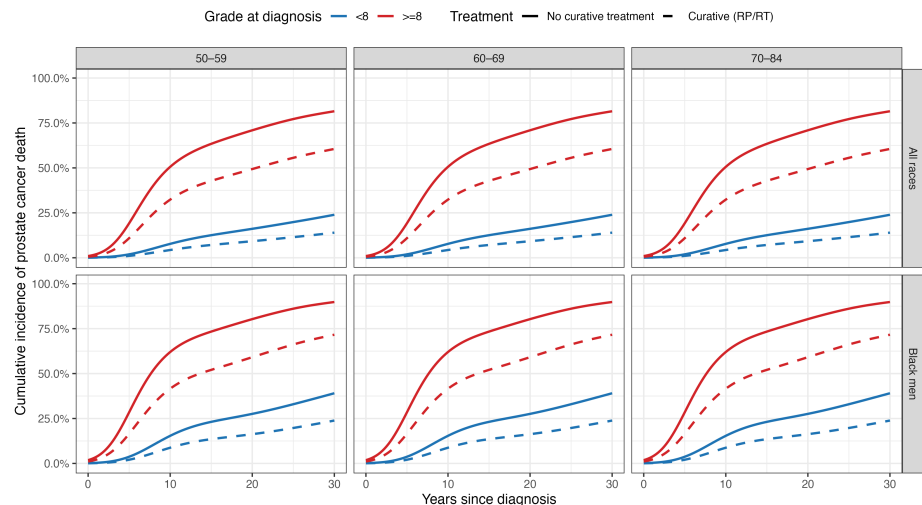 Grade at diagnosis <8 >=8 Treatment No curative treatment Curative (RP/RT)
50–59 60–69 70–84
100.0%
75.0%
50.0%
25.0%
0.0%
All races
100.0%
75.0%
50.0%
25.0%
0.0%
Black men
Cumulative incidence of prostate cancer death
0 10 20 30 0 10 20 30 0 10 20 30
Years since diagnosis